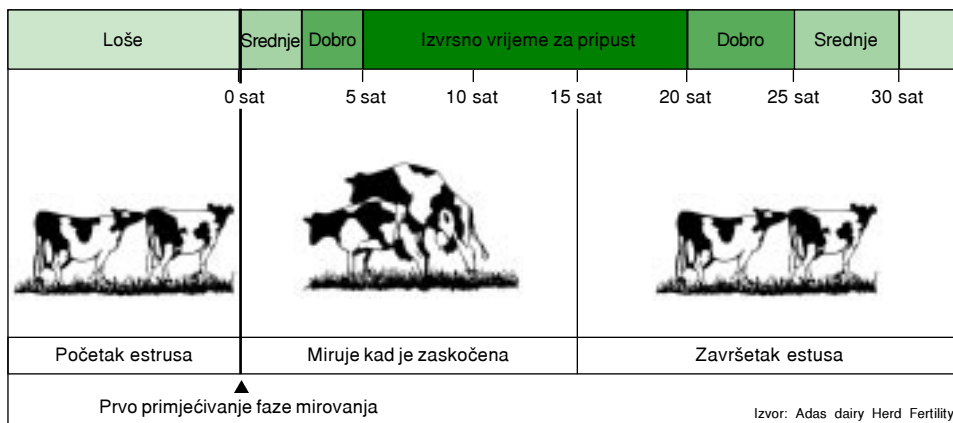 Loše Srednje Dobro Izvrsno vrijeme za pripust Dobro Srednje
0 sat 5 sat 10 sat 15 sat 20 sat 25 sat 30 sat
Početak estrusa Miruje kad je zaskočena Završetak estusa
Prvo primjećivanje faze mirovanja
Izvor: Adas dairy Herd Fertility